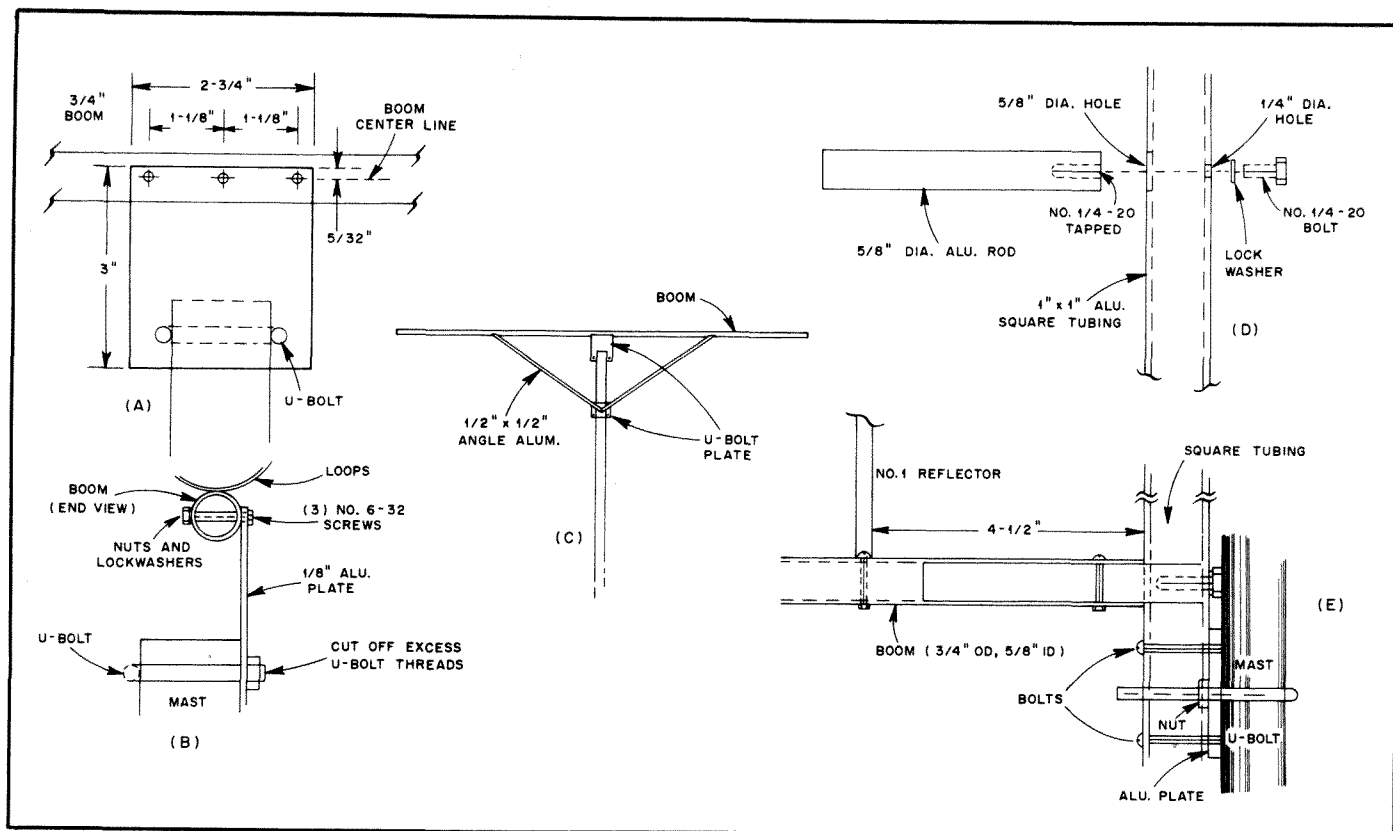 2-3/4"
3/4"
BOOM
1-1/8" 1-1/8"
BOOM
CENTER LINE
5/32"
3"
U-BOLT
(A)
LOOPS
BOOM
(END VIEW)
(3) NO. 6-32
SCREWS
NUTS AND
LOCKWASHERS
1/8" ALU.
PLATE
U-BOLT
CUT OFF EXCESS
U-BOLT THREADS
MAST
(B)
BOOM
1/2" x 1/2"
ANGLE ALUM.
U-BOLT
PLATE
(C)
5/8" DIA. HOLE
1/4" DIA.
HOLE
NO. 1/4-20
TAPPED
NO. 1/4-20
BOLT
5/8" DIA. ALU. ROD
LOCK
WASHER
1" x 1" ALU.
SQUARE TUBING
(D)
SQUARE TUBING
NO. 1 REFLECTOR
4-1/2"
(E)
BOOM (3/4" OD, 5/8" ID)
MAST
BOLTS
NUT
U-BOLT
ALU. PLATE